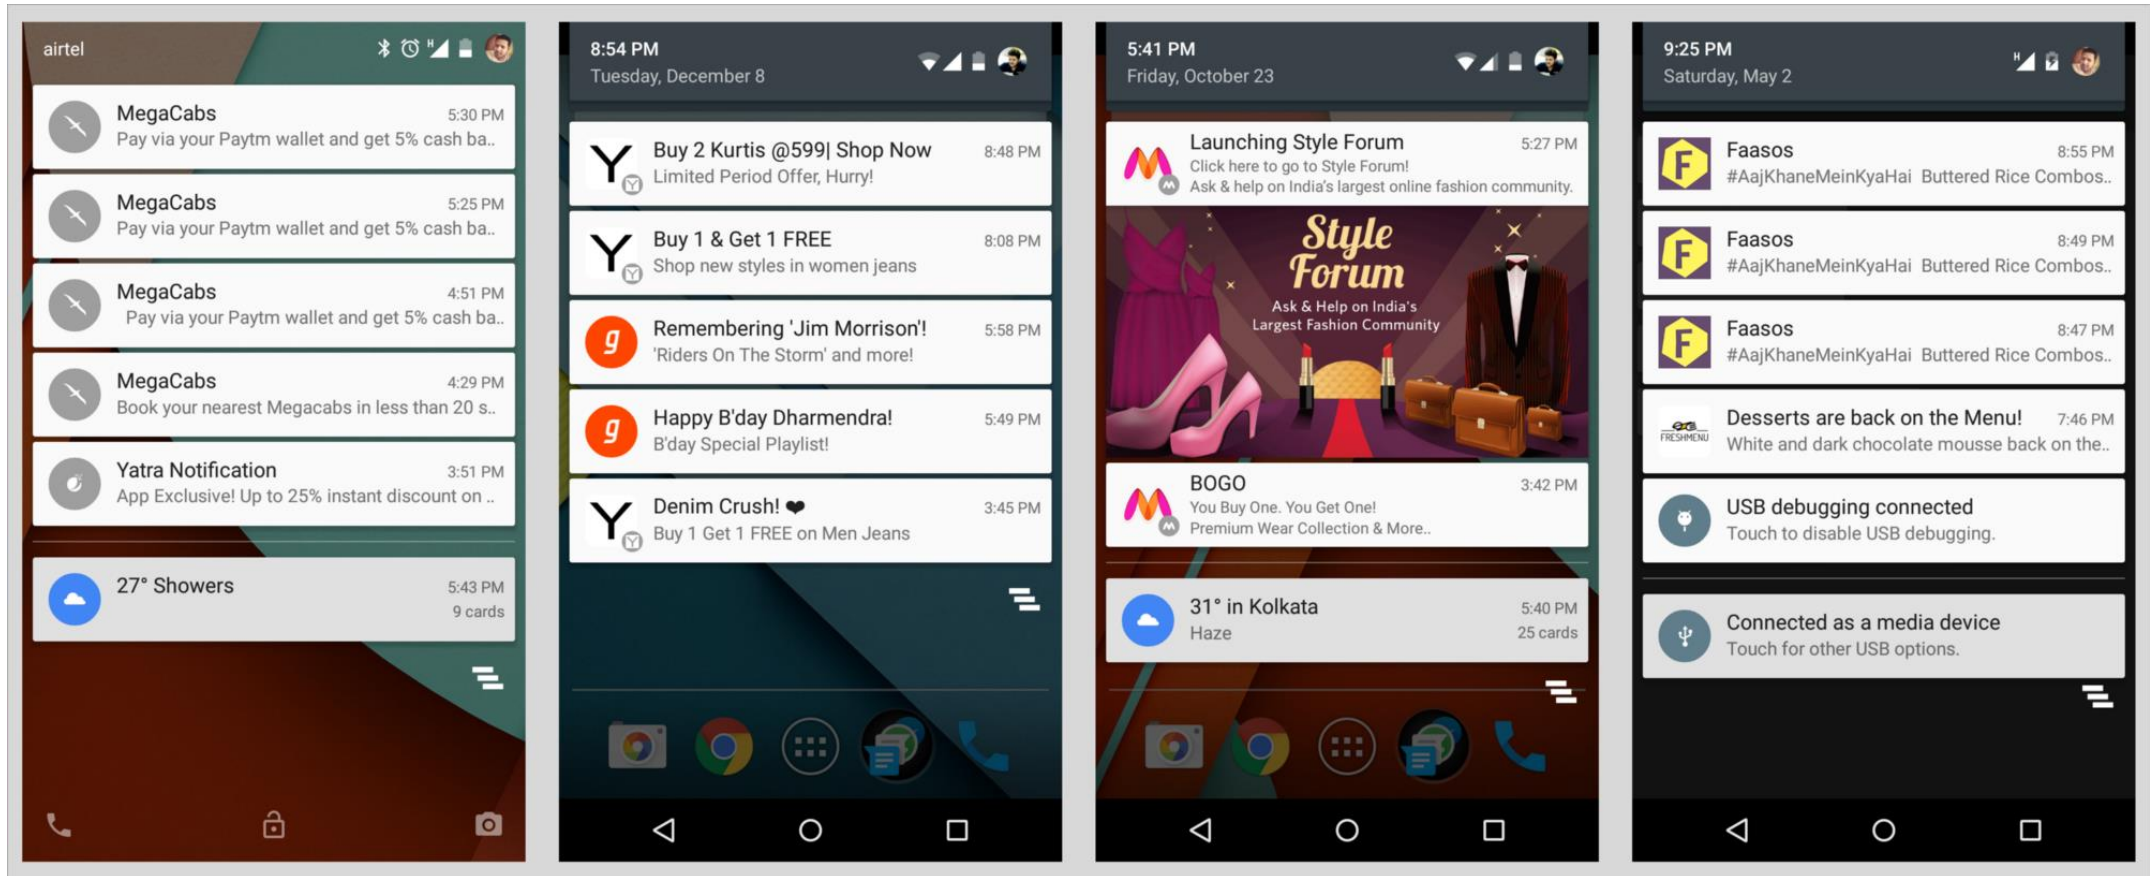 airtel
H
MegaCabs 5:30 PM
Pay via your Paytm wallet and get 5% cash ba..
MegaCabs 5:25 PM
Pay via your Paytm wallet and get 5% cash ba..
MegaCabs 4:51 PM
Pay via your Paytm wallet and get 5% cash ba..
MegaCabs 4:29 PM
Book your nearest Megacabs in less than 20 s..
Yatra Notification 3:51 PM
App Exclusive! Up to 25% instant discount on ..
27° Showers 5:43 PM
9 cards
8:54 PM
Tuesday, December 8
Y Buy 2 Kurtis @599| Shop Now 8:48 PM
Limited Period Offer, Hurry!
Y Buy 1 & Get 1 FREE 8:08 PM
Shop new styles in women jeans
g Remembering 'Jim Morrison'! 5:58 PM
'Riders On The Storm' and more!
g Happy B'day Dharmendra! 5:49 PM
B'day Special Playlist!
Y Denim Crush! ❤ 3:45 PM
Buy 1 Get 1 FREE on Men Jeans
5:41 PM
Friday, October 23
Launching Style Forum 5:27 PM
Click here to go to Style Forum!
Ask & help on India's largest online fashion community.
Style
Forum
Ask & Help on India's
Largest Fashion Community
BOGO 3:42 PM
You Buy One. You Get One!
Premium Wear Collection & More..
31° in Kolkata 5:40 PM
Haze 25 cards
9:25 PM
H
Saturday, May 2
F Faasos 8:55 PM
#AajKhaneMeinKyaHai Buttered Rice Combos..
F Faasos 8:49 PM
#AajKhaneMeinKyaHai Buttered Rice Combos..
F Faasos 8:47 PM
#AajKhaneMeinKyaHai Buttered Rice Combos..
Desserts are back on the Menu! 7:46 PM
FRESHMENU White and dark chocolate mousse back on the..
USB debugging connected
Touch to disable USB debugging.
Connected as a media device
Touch for other USB options.